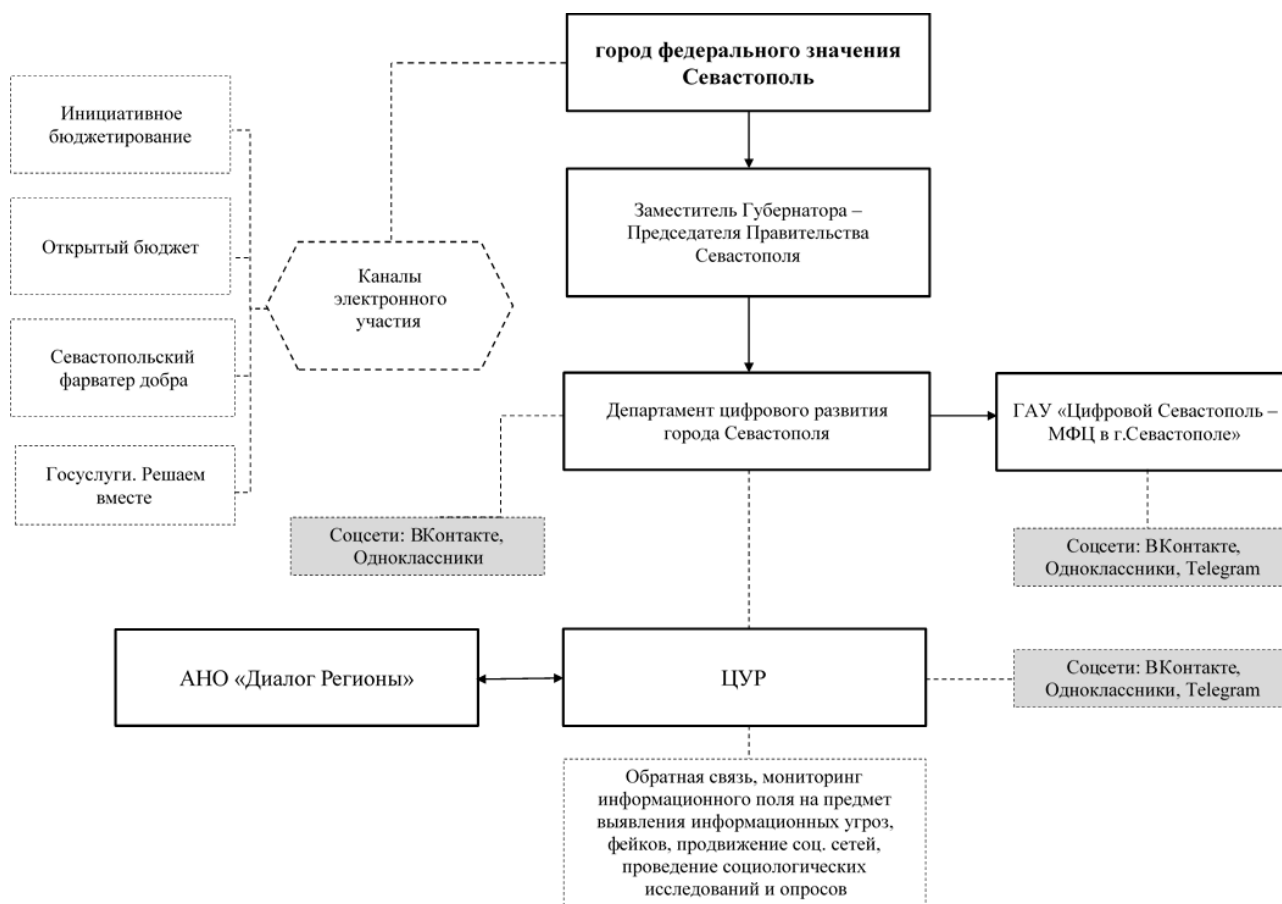 город федерального значения
Севастополь
Инициативное
бюджетирование
Заместитель Губернатора –
Председателя Правительства
Севастополя
Открытый бюджет
Каналы
электронного
участия
Севастопольский
фарватер добра
Департамент цифрового развития
города Севастополя
ГАУ «Цифровой Севастополь –
МФЦ в г.Севастополе»
Госуслуги. Решаем
вместе
Соцсети: ВКонтакте,
Одноклассники
Соцсети: ВКонтакте,
Одноклассники, Telegram
АНО «Диалог Регионы»
ЦУР
Соцсети: ВКонтакте,
Одноклассники, Telegram
Обратная связь, мониторинг
информационного поля на предмет
выявления информационных угроз,
фейков, продвижение соц. сетей,
проведение социологических
исследований и опросов